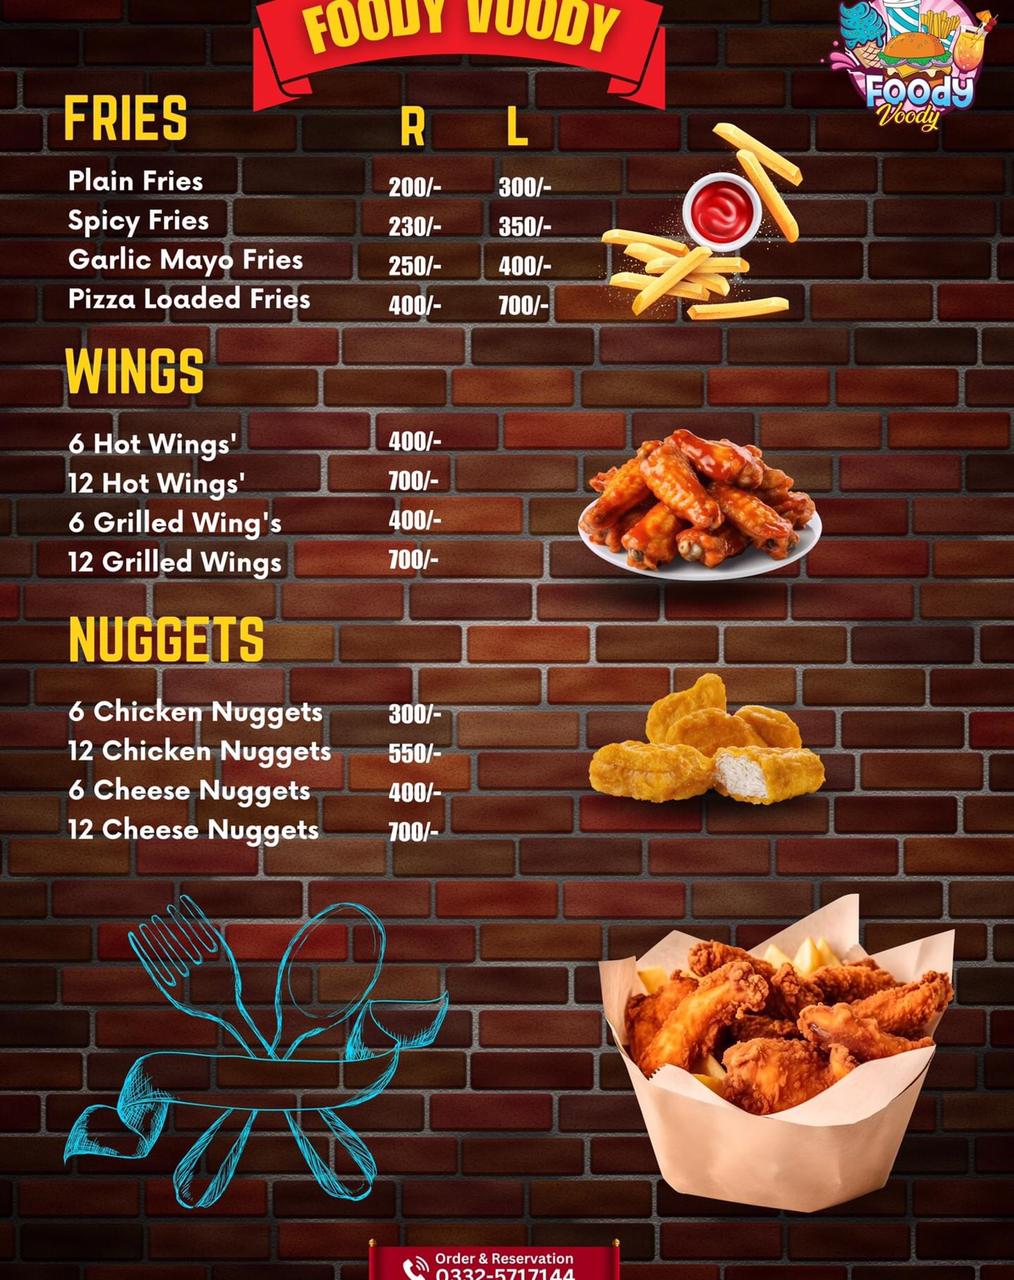 FOODY VOODY
Foody
Voody
FRIES R L
Plain Fries 200/- 300/-
Spicy Fries 230/- 350/-
Garlic Mayo Fries 250/- 400/-
Pizza Loaded Fries 400/- 700/-
WINGS
6 Hot Wings' 400/-
12 Hot Wings' 700/-
6 Grilled Wing's 400/-
12 Grilled Wings 700/-
NUGGETS
6 Chicken Nuggets 300/-
12 Chicken Nuggets 550/-
6 Cheese Nuggets 400/-
12 Cheese Nuggets 700/-
Order & Reservation
0332-5717144